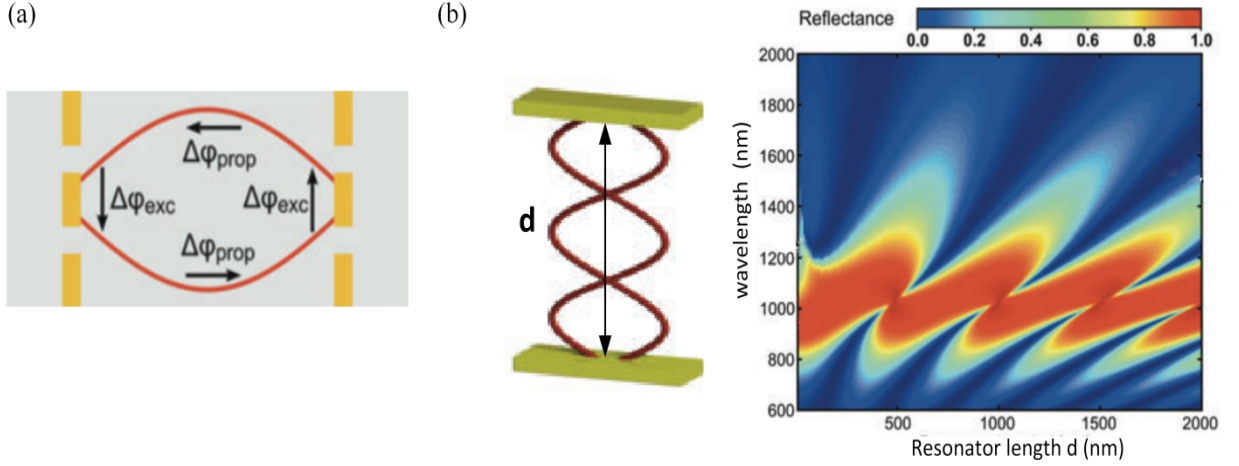 (a)
Δφprop
Δφexc
Δφexc
Δφprop
(b)
d
Reflectance
0.0 0.2 0.4 0.6 0.8 1.0
wavelength (nm)
2000
1800
1600
1400
1200
1000
800
600
500 1000 1500 2000
Resonator length d (nm)